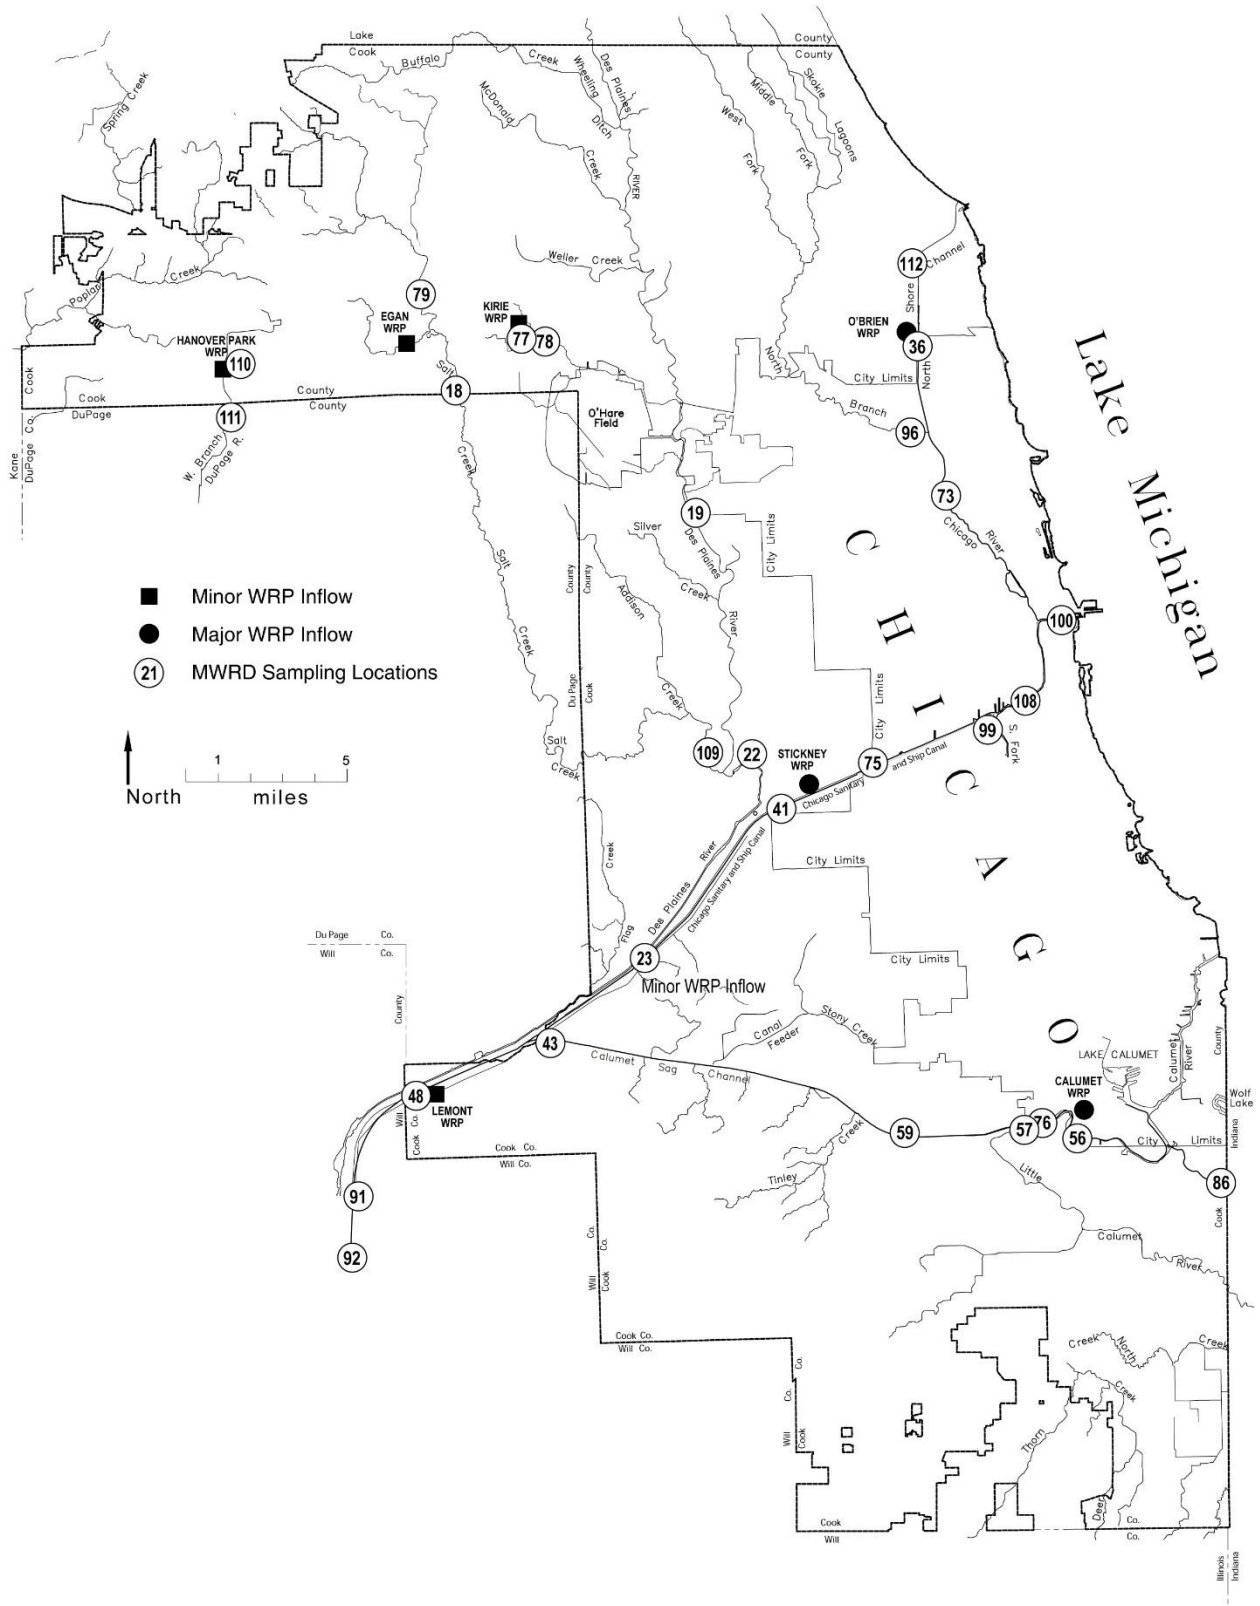 Lake
County
Cook
County
Buffalo
Creek
Wheeling
Ditch
Des Plaines
RIVER
McDonald
Creek
Spring Creek
West
Fork
Middle
Fork
Skokie
Lagoons
Weller Creek
Poplar
Creek
112
Channel
Shore
North
79
EGAN
WRP
KIRIE
WRP
77
78
O'BRIEN
WRP
36
HANOVER PARK
WRP
110
111
Salt
18
North
City Limits
Branch
96
Cook
County
DuPage
County
Cook
Co.
Kane
DuPage
W. Branch
DuPage R.
O'Hare
Field
Creek
19
73
Chicago
River
Silver
Creek
Des Plaines
River
City Limits
Salt
Creek
Addison
Creek
County
County
Lake Michigan
CHICAGO
Minor WRP Inflow
Major WRP Inflow
21
MWRD Sampling Locations
Du Page
Cook
100
City Limits
108
99
S. Fork
Salt
Creek
109
22
STICKNEY
WRP
75
and Ship Canal
Chicago Sanitary
41
North
1
5
miles
City Limits
River
Des Plaines
Chicago Sanitary and Ship Canal
Creek
Flag
23
Minor WRP Inflow
City Limits
Du Page
Co.
Will
Co.
County
Stony Creek
Canal
Feeder
43
Calumet
Sag
Channel
LAKE CALUMET
Calumet
River
County
Wolf
Lake
Indiana
CALUMET
WRP
48
LEMONT
WRP
Will
Cook Co.
59
57
76
56
City
Limits
86
Cook
Cook Co.
Will Co.
Creek
Tinley
Little
Calumet
River
91
92
Co.
Co.
Will
Cook
Cook Co.
Will Co.
Co.
Co.
Will
Cook
Creek
North
Creek
Creek
Thorn
Deer
Cook
Will
Co.
Co.
Illinois
Indiana